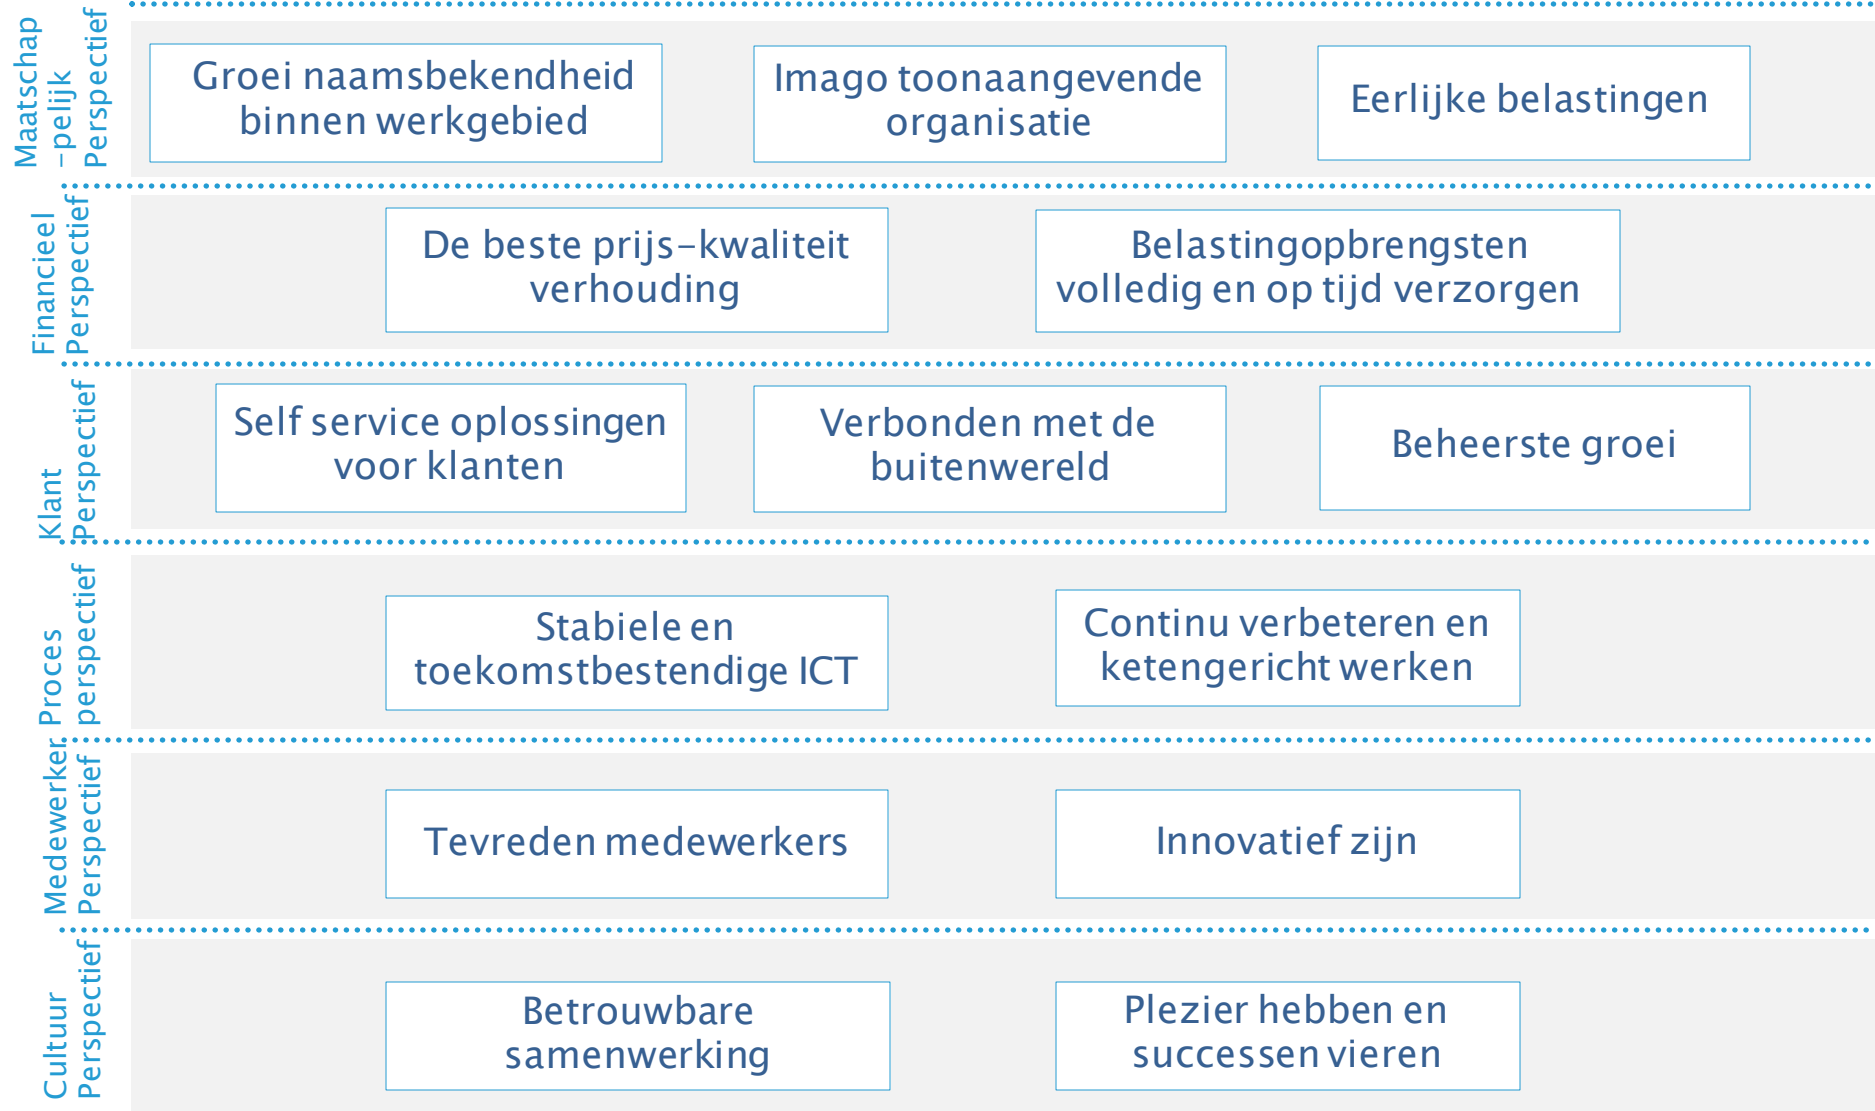 Maatschap
-pelijk
Perspectief
Groei naamsbekendheid
binnen werkgebied
Imago toonaangevende
organisatie
Eerlijke belastingen
Financieel
Perspectief
De beste prijs-kwaliteit
verhouding
Belastingopbrengsten
volledig en op tijd verzorgen
Klant
Perspectief
Self service oplossingen
voor klanten
Verbonden met de
buitenwereld
Beheerste groei
Proces
perspectief
Stabiele en
toekomstbestendige ICT
Continu verbeteren en
ketengericht werken
Medewerker
Perspectief
Tevreden medewerkers
Innovatief zijn
Cultuur
Perspectief
Betrouwbare
samenwerking
Plezier hebben en
successen vieren